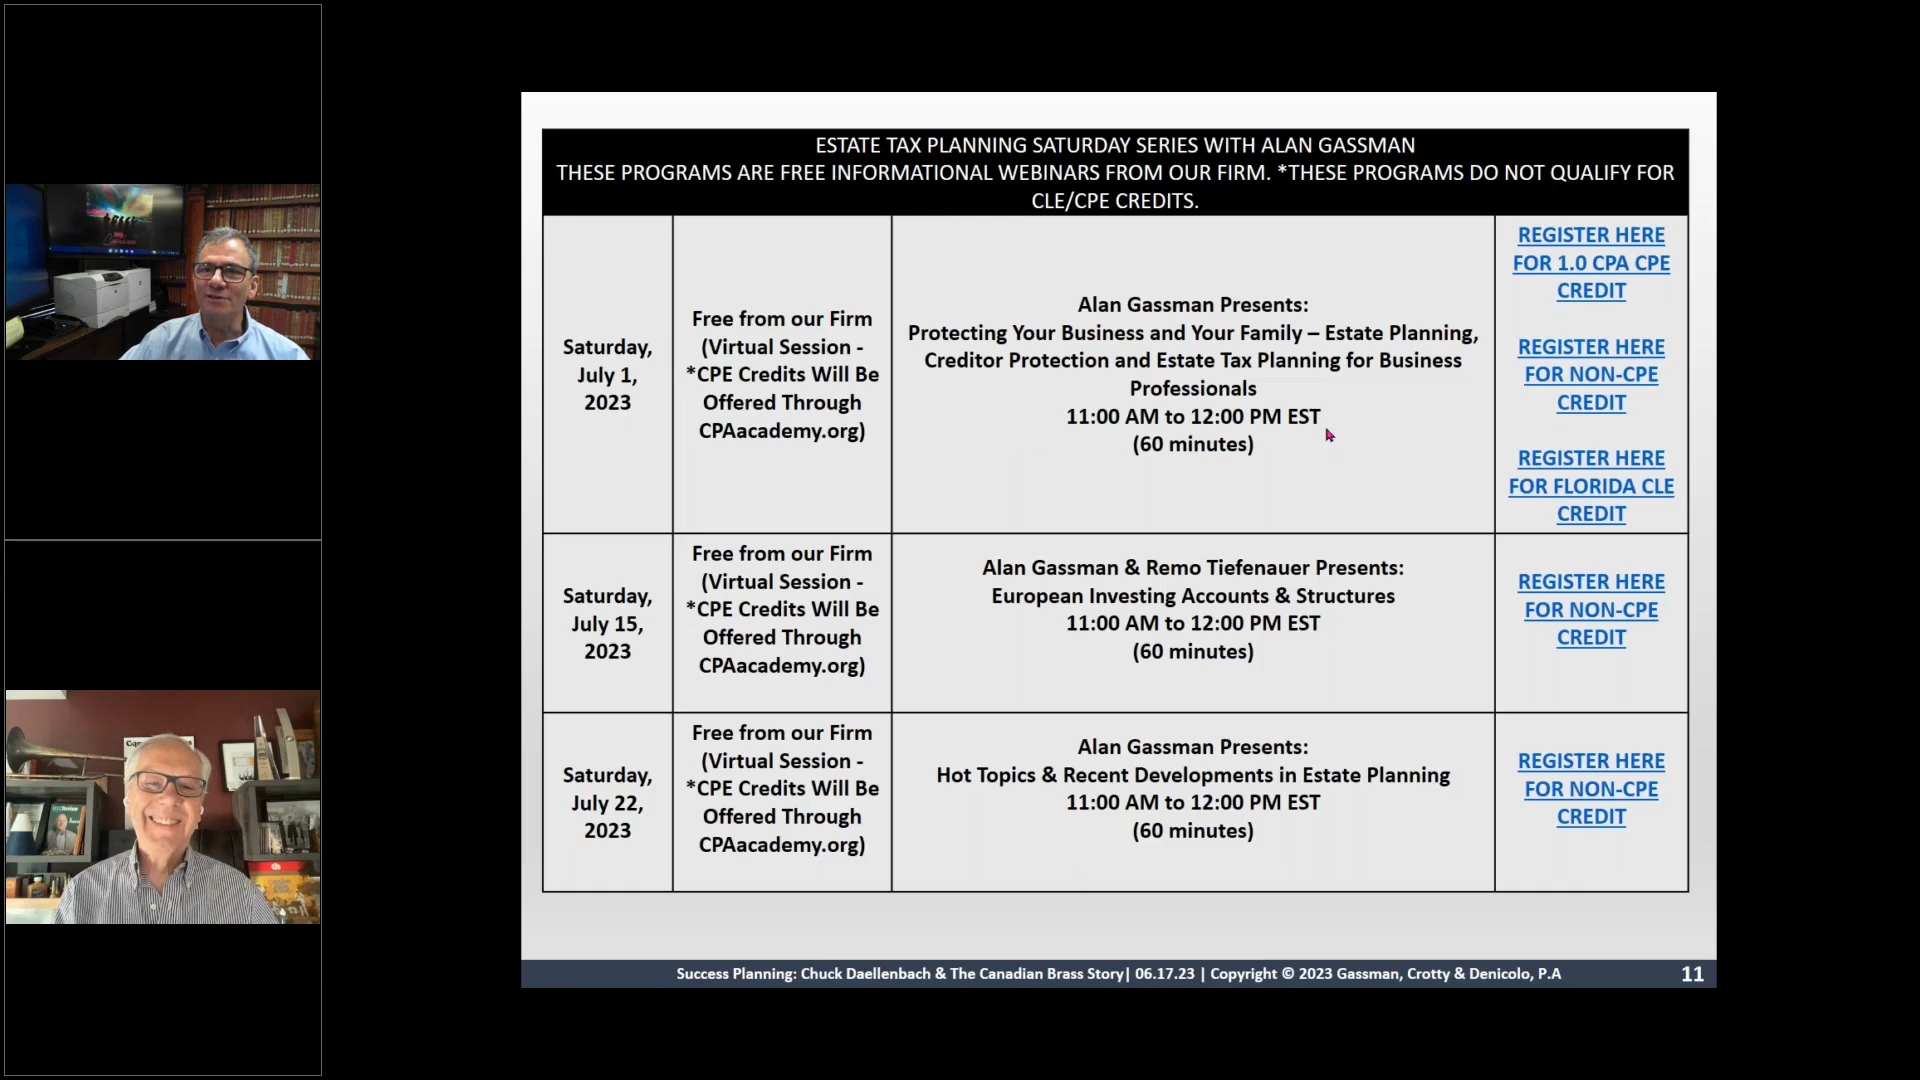 ESTATE TAX PLANNING SATURDAY SERIES WITH ALAN GASSMAN
THESE PROGRAMS ARE FREE INFORMATIONAL WEBINARS FROM OUR FIRM. *THESE PROGRAMS DO NOT QUALIFY FOR
CLE/CPE CREDITS.
Saturday,
July 1,
2023
Free from our Firm
(Virtual Session -
*CPE Credits Will Be
Offered Through
CPAacademy.org)
Alan Gassman Presents:
Protecting Your Business and Your Family – Estate Planning,
Creditor Protection and Estate Tax Planning for Business
Professionals
11:00 AM to 12:00 PM EST
(60 minutes)
REGISTER HERE
FOR 1.0 CPA CPE
CREDIT
REGISTER HERE
FOR NON-CPE
CREDIT
REGISTER HERE
FOR FLORIDA CLE
CREDIT
Saturday,
July 15,
2023
Free from our Firm
(Virtual Session -
*CPE Credits Will Be
Offered Through
CPAacademy.org)
Alan Gassman & Remo Tiefenauer Presents:
European Investing Accounts & Structures
11:00 AM to 12:00 PM EST
(60 minutes)
REGISTER HERE
FOR NON-CPE
CREDIT
Saturday,
July 22,
2023
Free from our Firm
(Virtual Session -
*CPE Credits Will Be
Offered Through
CPAacademy.org)
Alan Gassman Presents:
Hot Topics & Recent Developments in Estate Planning
11:00 AM to 12:00 PM EST
(60 minutes)
REGISTER HERE
FOR NON-CPE
CREDIT
Success Planning: Chuck Daellenbach & The Canadian Brass Story| 06.17.23 | Copyright © 2023 Gassman, Crotty & Denicolo, P.A
11